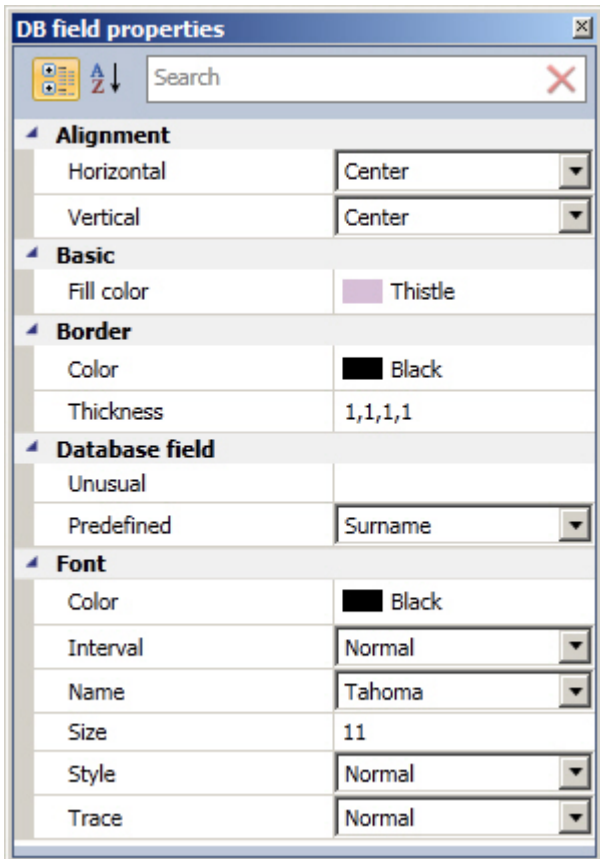 DB field properties
A Z Search
Alignment
Horizontal Center
Vertical Center
Basic
Fill color Thistle
Border
Color Black
Thickness 1,1,1,1
Database field
Unusual
Predefined Surname
Font
Color Black
Interval Normal
Name Tahoma
Size 11
Style Normal
Trace Normal